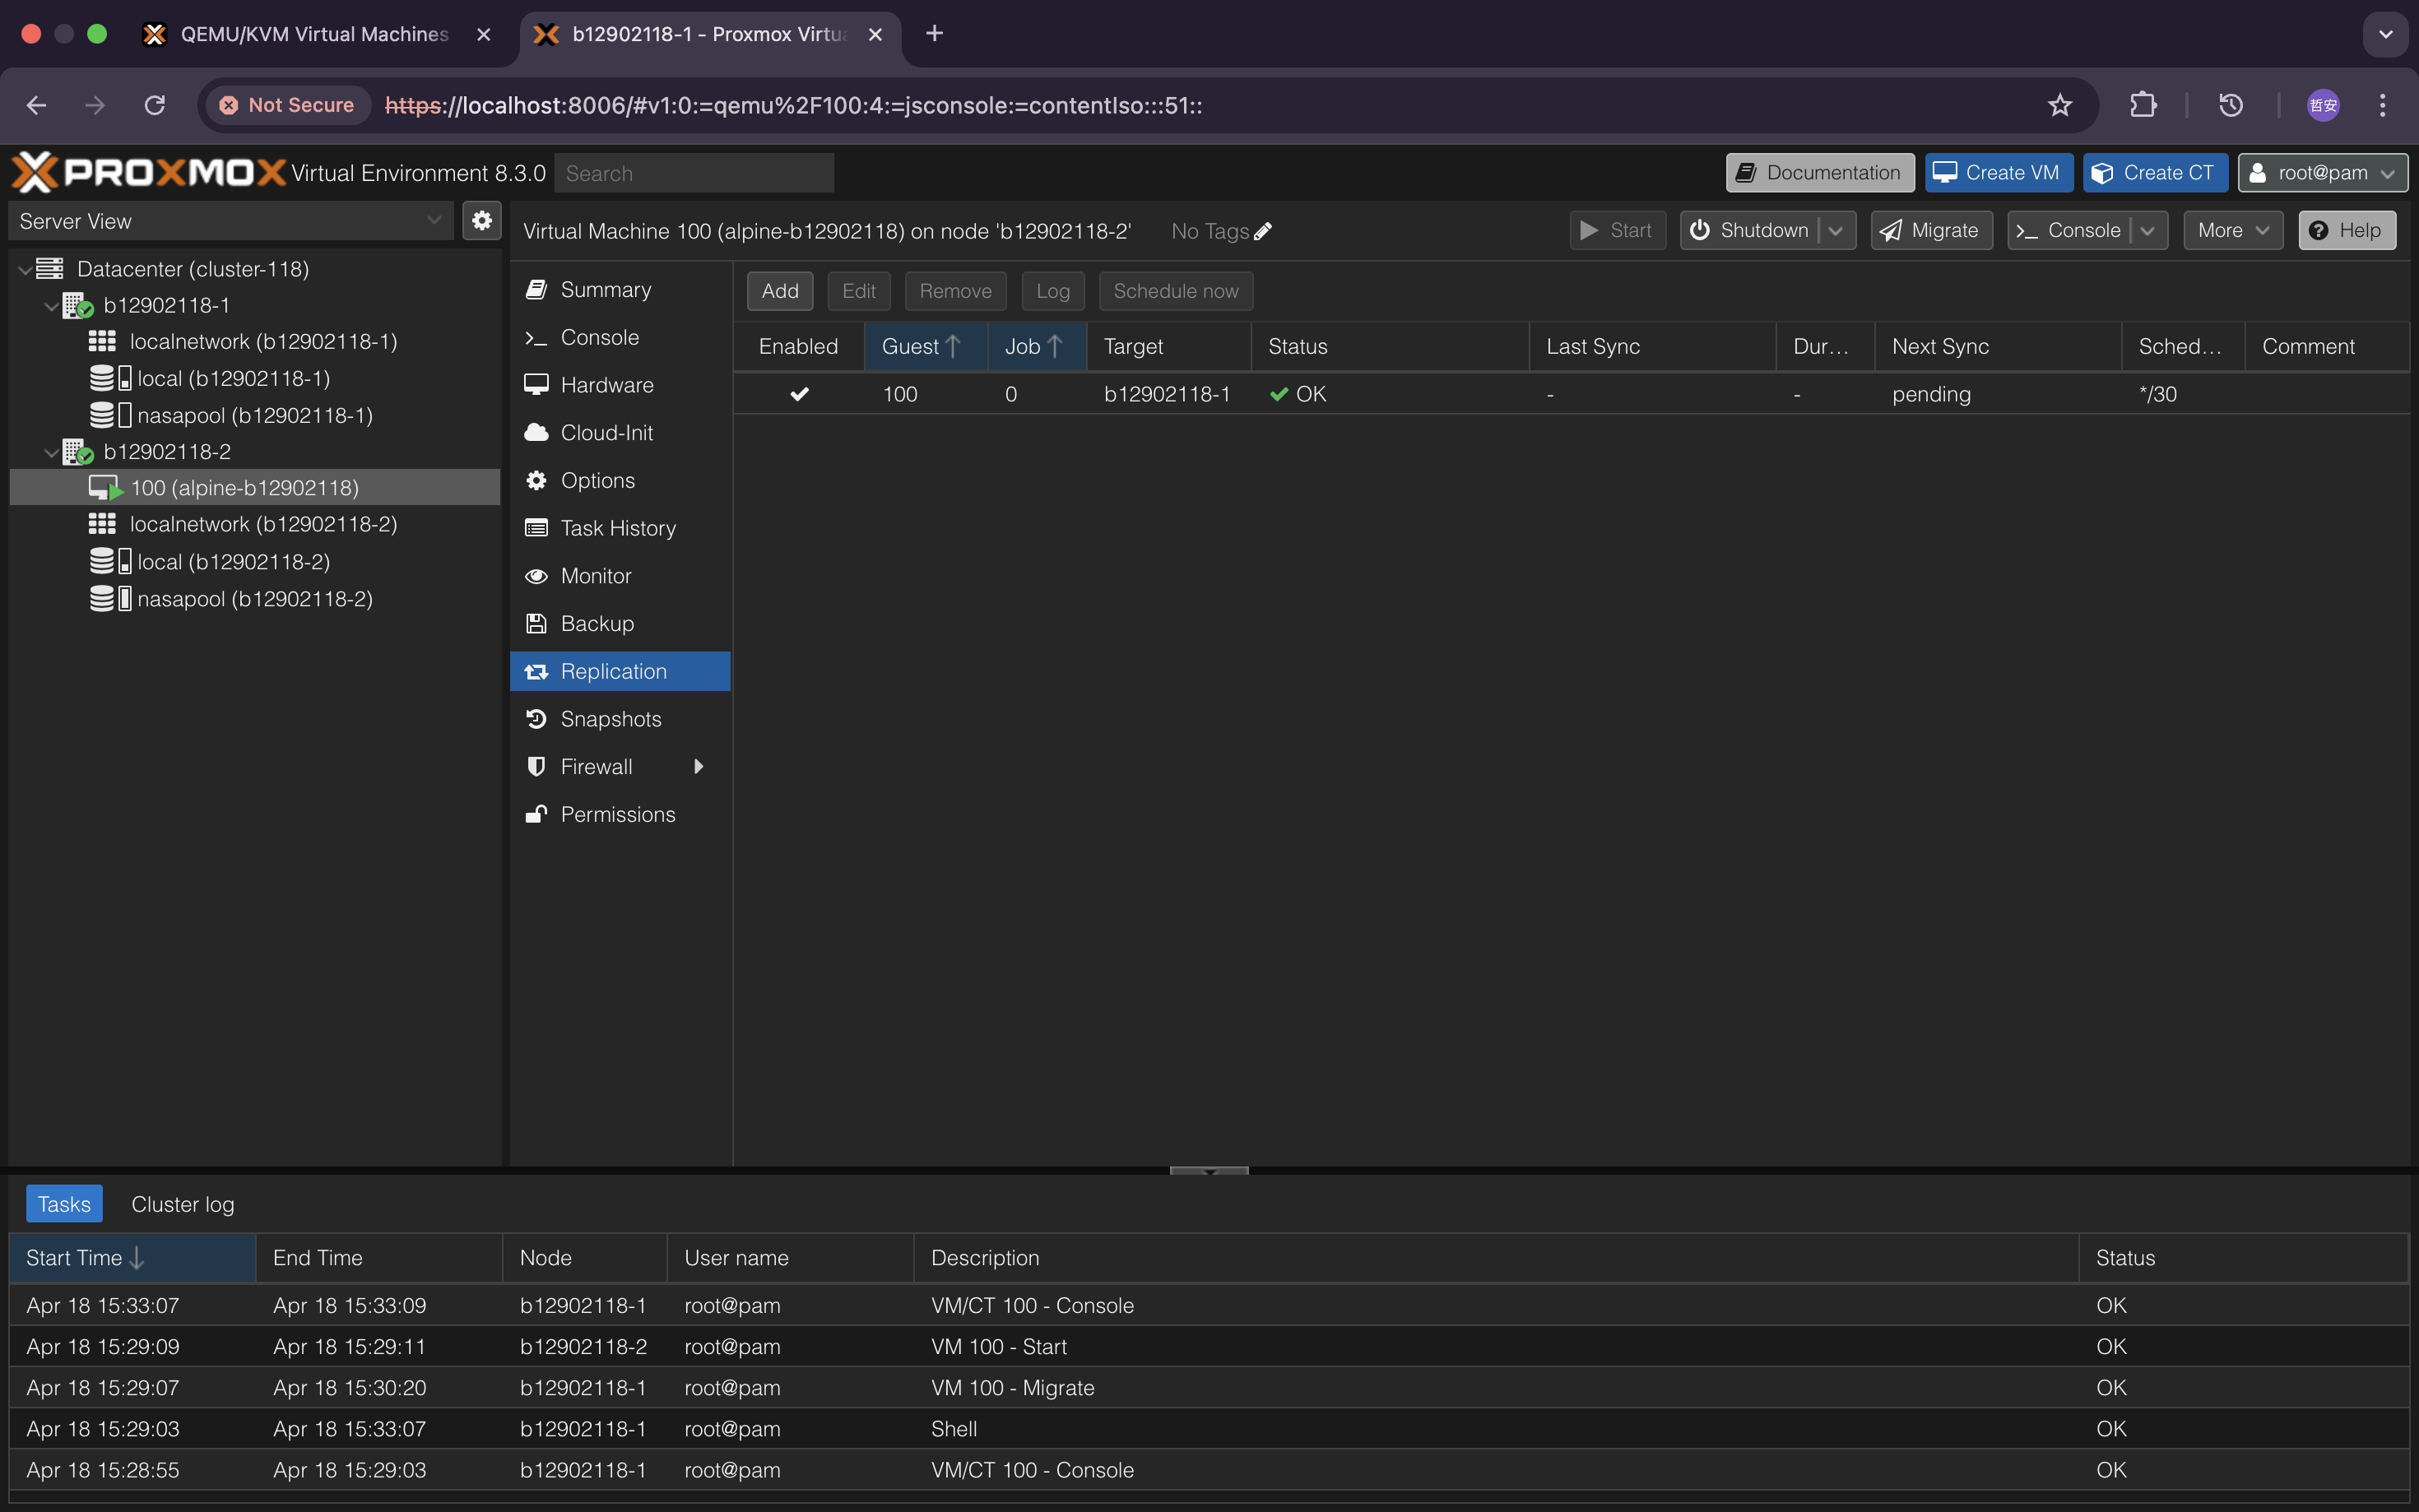 QEMU/KVM Virtual Machines
b12902118-1 - Proxmox Virtu
Not Secure https://localhost:8006/#v1:0:=qemu%2F100:4:=jsconsole:=contentIso:::51:: 哲安
PROXMOX Virtual Environment 8.3.0 Search Documentation Create VM Create CT root@pam
Server View
Virtual Machine 100 (alpine-b12902118) on node 'b12902118-2' No Tags Start Shutdown Migrate Console More Help
Datacenter (cluster-118)
b12902118-1
localnetwork (b12902118-1)
local (b12902118-1)
nasapool (b12902118-1)
b12902118-2
100 (alpine-b12902118)
localnetwork (b12902118-2)
local (b12902118-2)
nasapool (b12902118-2)
Summary
Console
Hardware
Cloud-Init
Options
Task History
Monitor
Backup
Replication
Snapshots
Firewall
Permissions
Add Edit Remove Log Schedule now
Enabled Guest Job Target Status Last Sync Dur... Next Sync Sched... Comment
100 0 b12902118-1 OK - - pending */30
Tasks Cluster log
Start Time End Time Node User name Description Status
Apr 18 15:33:07 Apr 18 15:33:09 b12902118-1 root@pam VM/CT 100 - Console OK
Apr 18 15:29:09 Apr 18 15:29:11 b12902118-2 root@pam VM 100 - Start OK
Apr 18 15:29:07 Apr 18 15:30:20 b12902118-1 root@pam VM 100 - Migrate OK
Apr 18 15:29:03 Apr 18 15:33:07 b12902118-1 root@pam Shell OK
Apr 18 15:28:55 Apr 18 15:29:03 b12902118-1 root@pam VM/CT 100 - Console OK